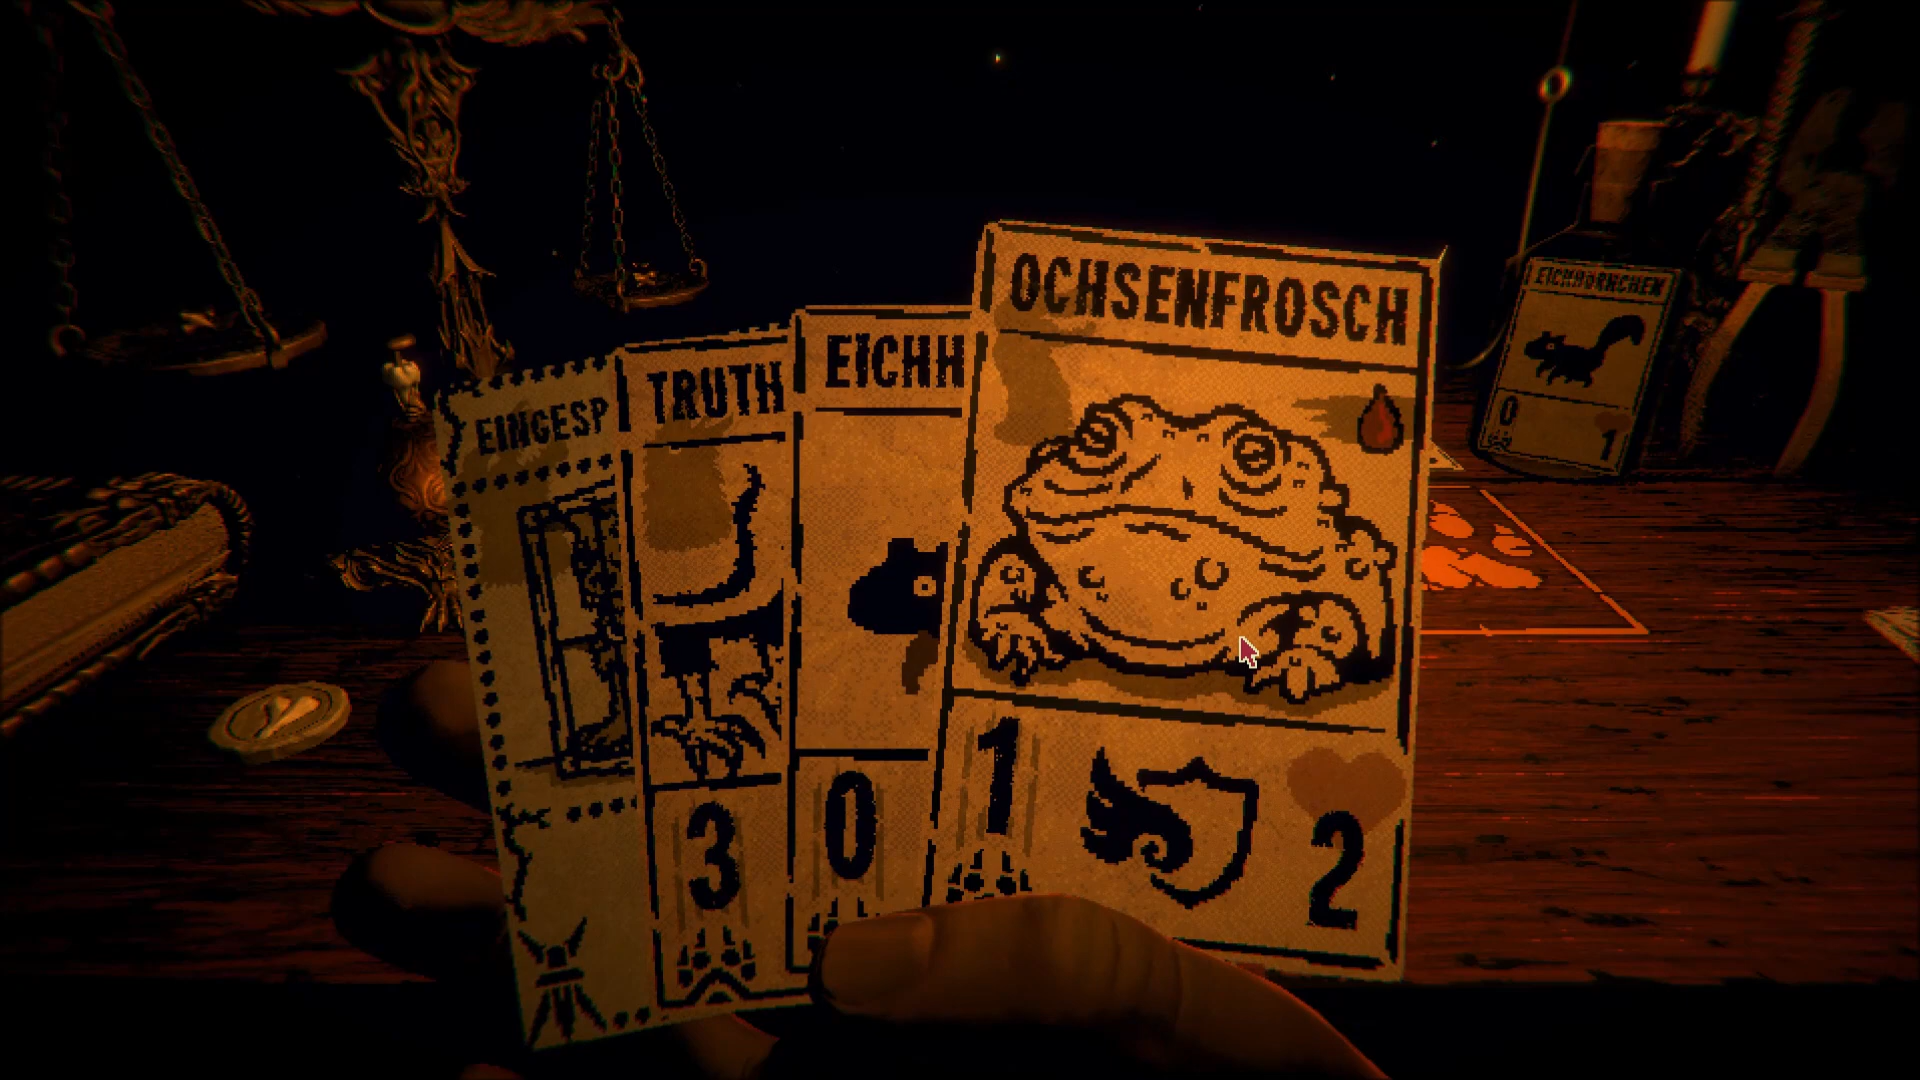 EINGESP
TRUTH
EICHH
OCHSENFROSCH
EICHHÖRNCHEN
0
1
3
0
1
2